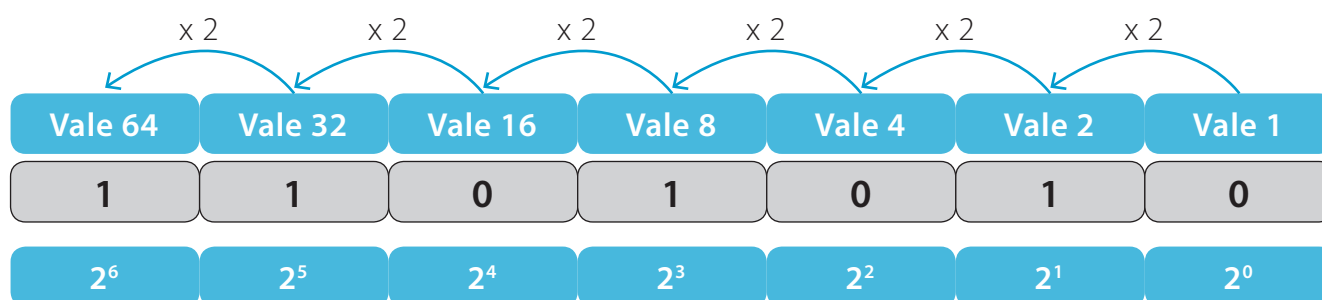 x 2 x 2 x 2 x 2 x 2 x 2
Vale 64 Vale 32 Vale 16 Vale 8 Vale 4 Vale 2 Vale 1
1 1 0 1 0 1 0
2⁶ 2⁵ 2⁴ 2³ 2² 2¹ 2⁰